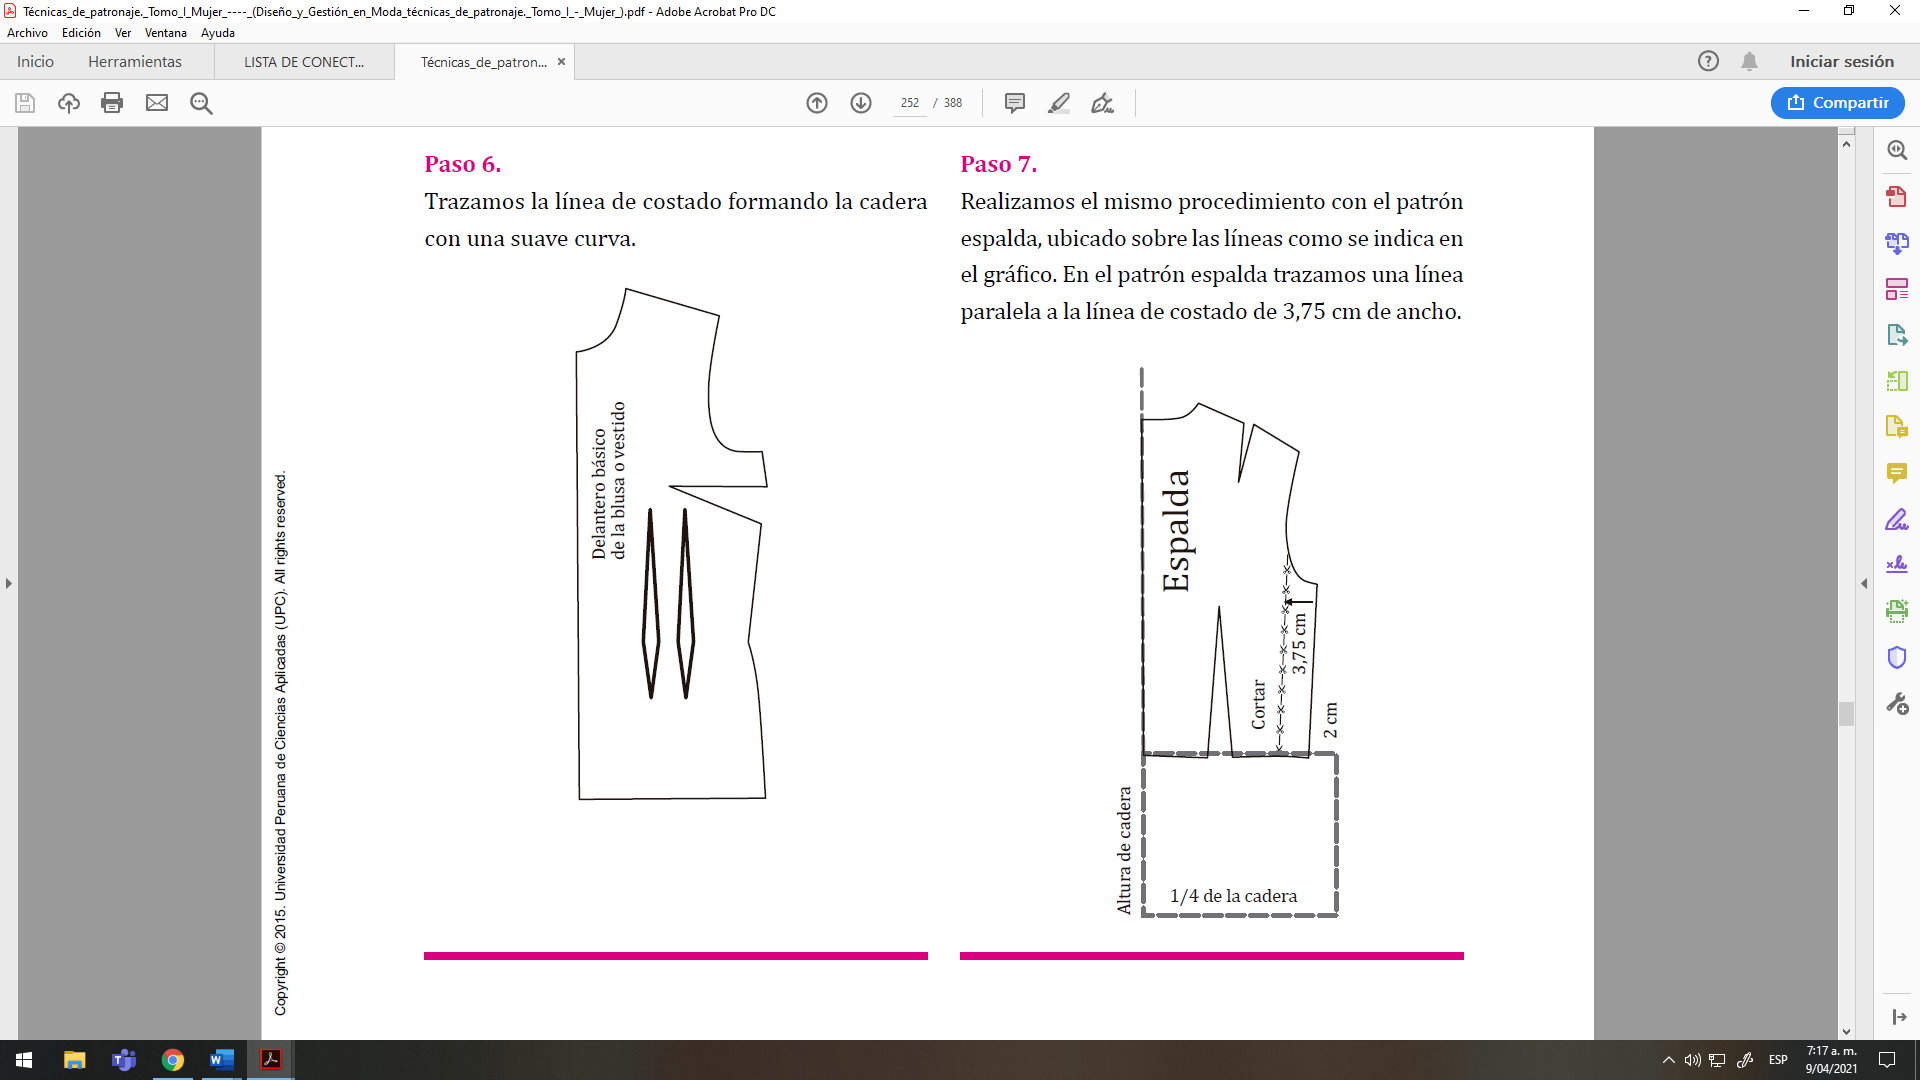 Técnicas_de_patronaje._Tomo_I_Mujer_----_(Diseño_y_Gestión_en_Moda_técnicas_de_patronaje._Tomo_I_-_Mujer_).pdf - Adobe Acrobat Pro DC
Archivo Edición Ver Ventana Ayuda
Inicio Herramientas LISTA DE CONECT... Técnicas_de_patron... × Iniciar sesión
252 / 388 Compartir
Paso 6.
Trazamos la línea de costado formando la cadera
con una suave curva.
Delantero básico
de la blusa o vestido
Paso 7.
Realizamos el mismo procedimiento con el patrón
espalda, ubicado sobre las líneas como se indica en
el gráfico. En el patrón espalda trazamos una línea
paralela a la línea de costado de 3,75 cm de ancho.
Espalda
3,75 cm
Cortar
2 cm
Altura de cadera
1/4 de la cadera
Copyright © 2015. Universidad Peruana de Ciencias Aplicadas (UPC). All rights reserved.
ESP
7:17 a. m.
9/04/2021